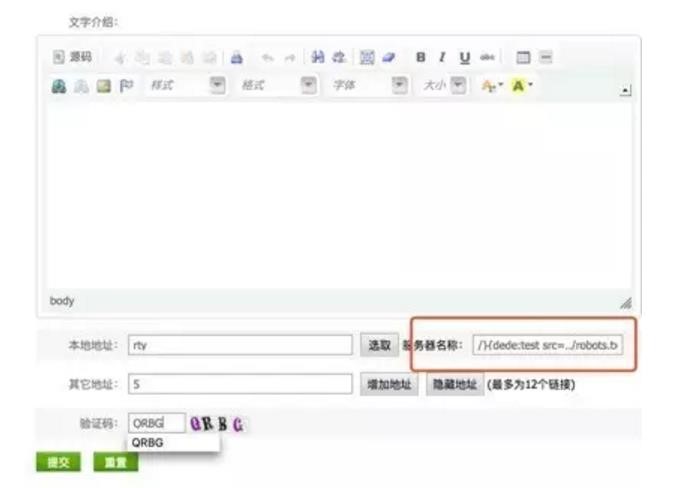 文字介绍:
源码 B I U abc
样式 格式 字体 大小 A A
body
本地地址: rty 选取 服务器名称: /}{dede:test src=../robots.t
其它地址: 5 增加地址 隐藏地址 (最多为12个链接)
验证码: QRBG QRBG
QRBG
提交 重置